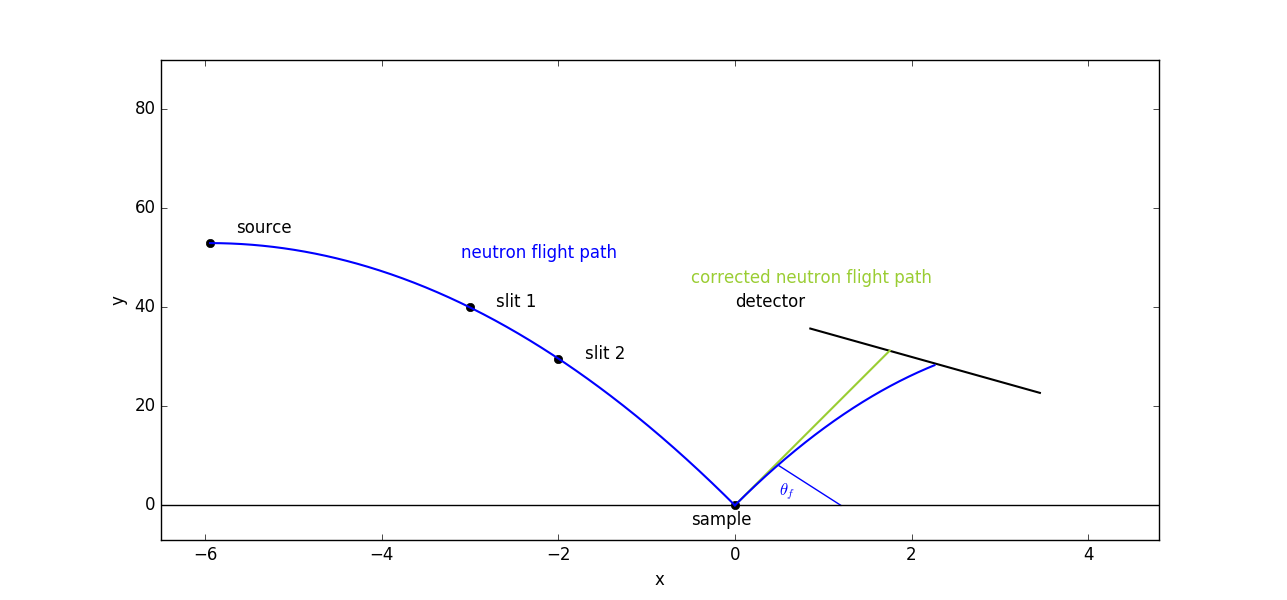 80
source
neutron flight path
60
corrected neutron flight path
slit 1
detector
40
y
slit 2
20
θf
0
sample
−6
−4
−2
0
2
4
x